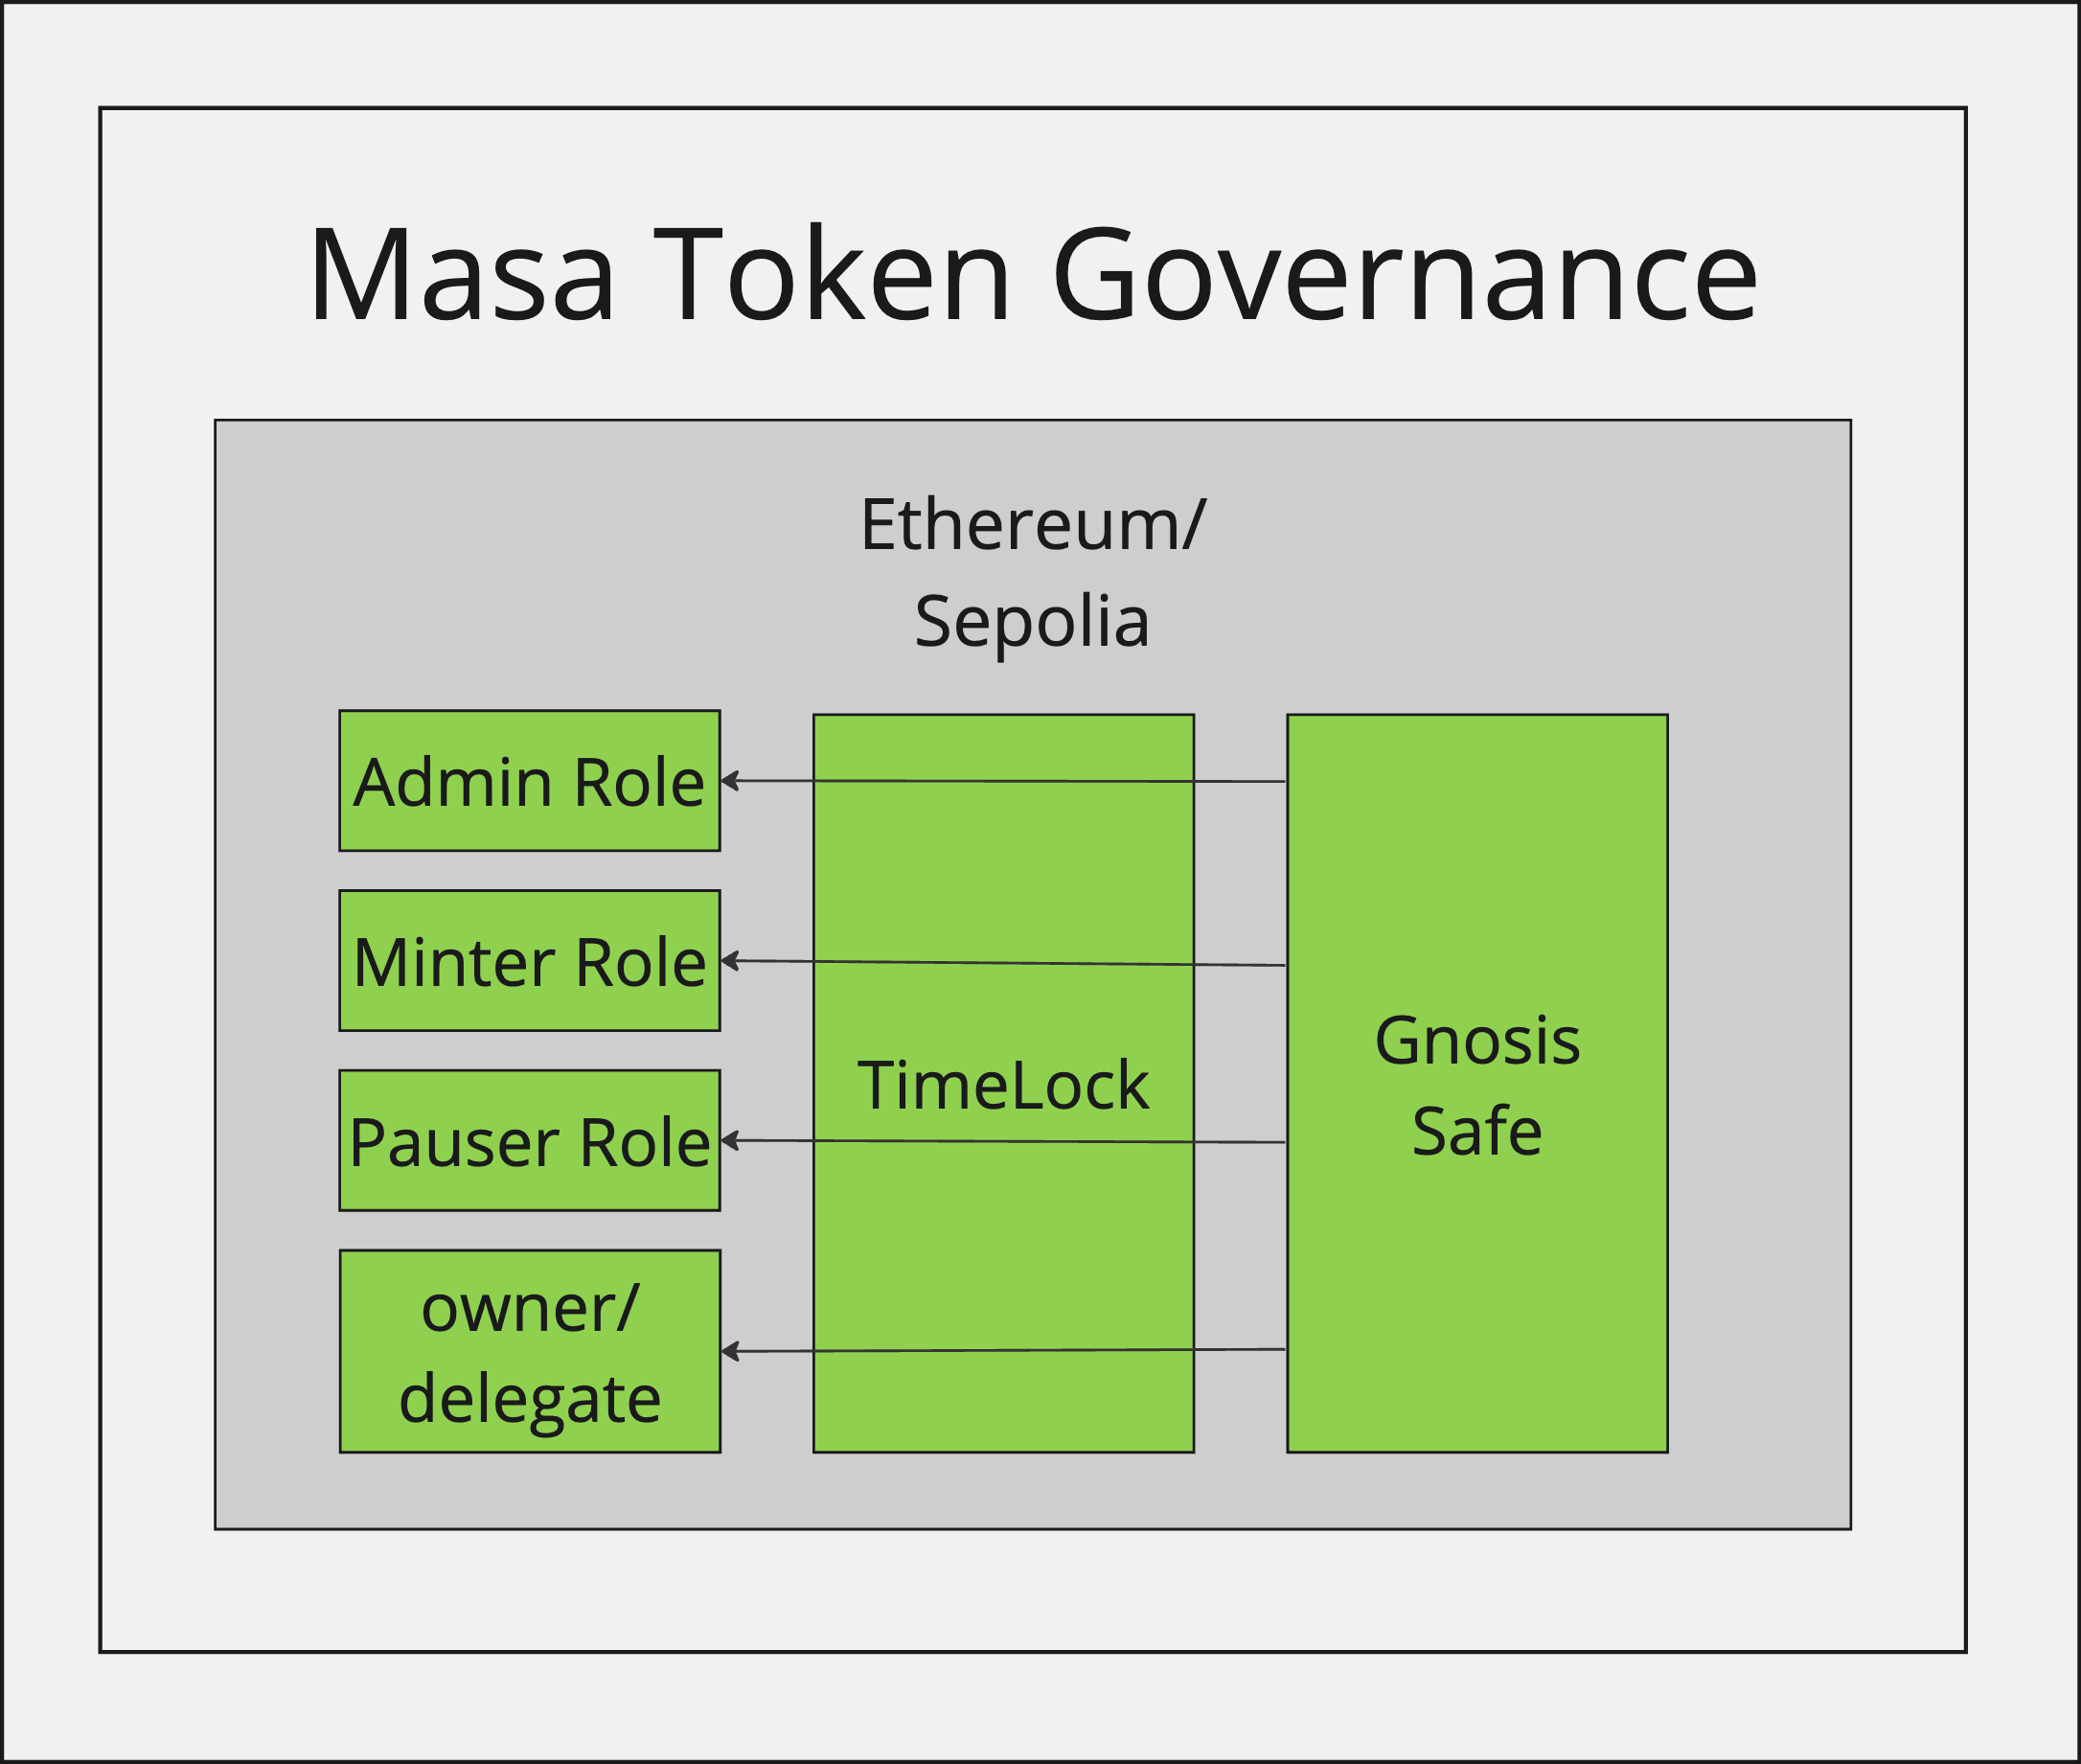 Masa Token Governance
Ethereum/
Sepolia
Admin Role
Minter Role
Pauser Role
owner/
delegate
TimeLock
Gnosis
Safe